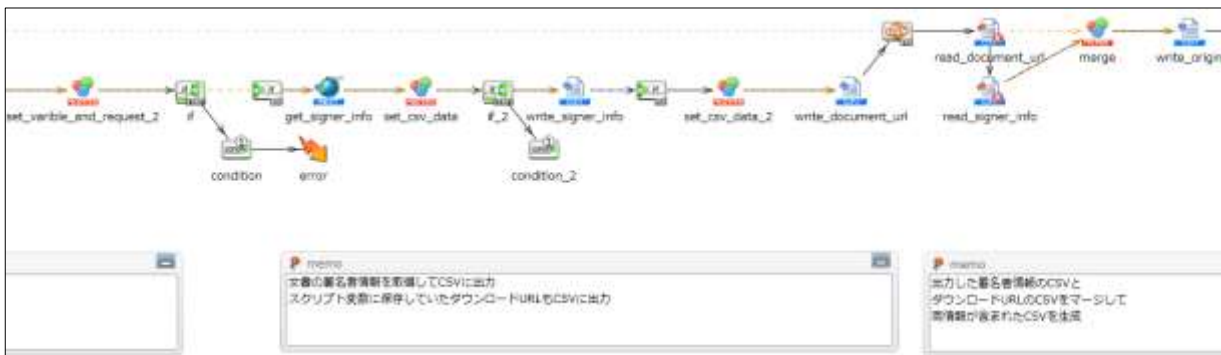 read_document_url
merge
write_origin
set_varible_and_request_2
if
get_signer_info
set_csv_data
if_2
write_signer_info
set_csv_data_2
write_document_url
read_signer_info
condition
error
condition_2
memo
文書の署名者情報を取得してCSVに出力
スクリプト変数に保存していたダウンロードURLもCSVに出力
memo
出力した署名者情報のCSVと
ダウンロードURLのCSVをマージして
両情報が含まれたCSVを生成